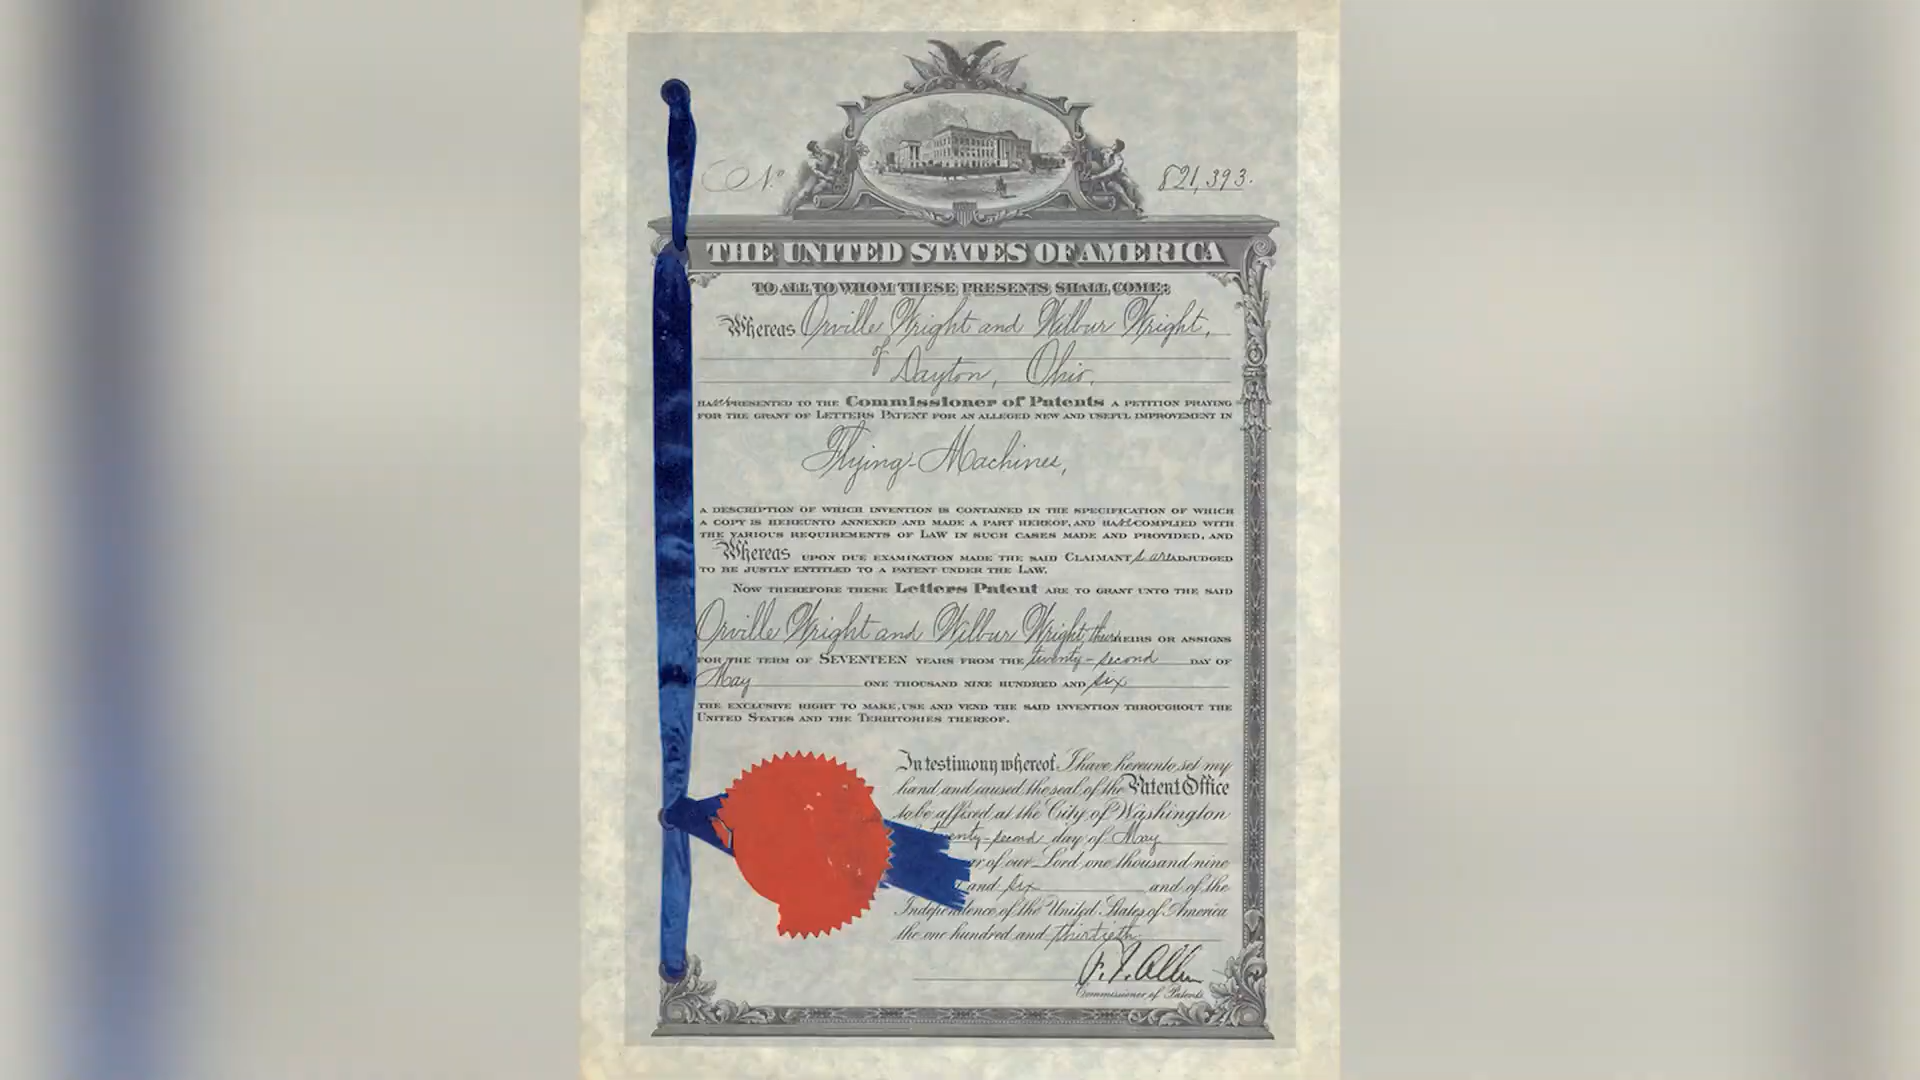 No. 821,393.
THE UNITED STATES OF AMERICA
TO ALL TO WHOM THESE PRESENTS SHALL COME:
Whereas Orville Wright and Wilbur Wright,
of
Dayton, Ohio,
HAve PRESENTED TO THE Commissioner of Patents A PETITION PRAYING
FOR THE GRANT OF LETTERS PATENT FOR AN ALLEGED NEW AND USEFUL IMPROVEMENT IN
Flying-Machines,
A DESCRIPTION OF WHICH INVENTION IS CONTAINED IN THE SPECIFICATION OF WHICH
A COPY IS HEREUNTO ANNEXED AND MADE A PART HEREOF, AND HAve COMPLIED WITH
THE VARIOUS REQUIREMENTS OF LAW IN SUCH CASES MADE AND PROVIDED, AND
Whereas UPON DUE EXAMINATION MADE THE SAID CLAIMANTs are ADJUDGED
TO BE JUSTLY ENTITLED TO A PATENT UNDER THE LAW.
NOW THEREFORE THESE Letters Patent ARE TO GRANT UNTO THE SAID
Orville Wright and Wilbur Wright, their HEIRS OR ASSIGNS
FOR THE TERM OF SEVENTEEN YEARS FROM THE twenty-second DAY OF
May ONE THOUSAND NINE HUNDRED AND six
THE EXCLUSIVE RIGHT TO MAKE, USE AND VEND THE SAID INVENTION THROUGHOUT THE
UNITED STATES AND THE TERRITORIES THEREOF.
In testimony whereof I have hereunto set my
hand and caused the seal of the Patent Office
to be affixed at the City of Washington
twenty-second day of May
of our Lord one thousand nine
and six and of the
Independence of the United States of America
the one hundred and thirtieth.
F. I. Allen
Commissioner of Patents